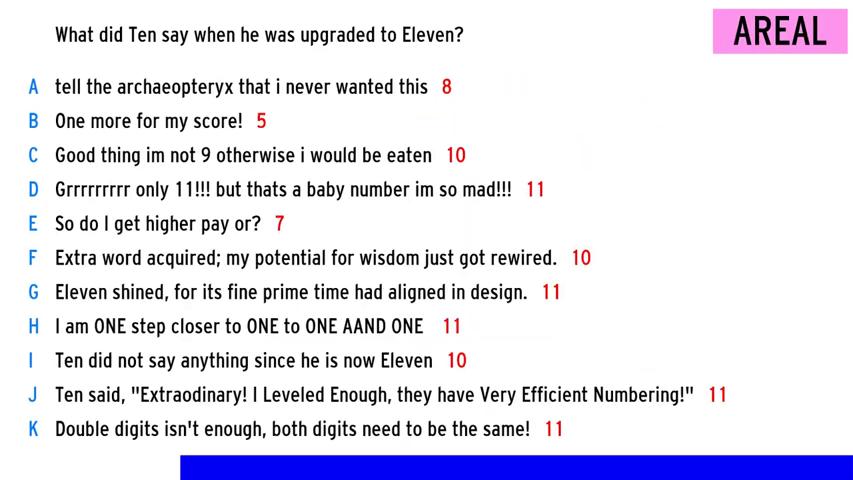 What did Ten say when he was upgraded to Eleven?
AREAL
A tell the archaeopteryx that i never wanted this 8
B One more for my score! 5
C Good thing im not 9 otherwise i would be eaten 10
D Grrrrrrrrr only 11!!! but thats a baby number im so mad!!! 11
E So do I get higher pay or? 7
F Extra word acquired; my potential for wisdom just got rewired. 10
G Eleven shined, for its fine prime time had aligned in design. 11
H I am ONE step closer to ONE to ONE AAND ONE 11
I Ten did not say anything since he is now Eleven 10
J Ten said, "Extraodinary! I Leveled Enough, they have Very Efficient Numbering!" 11
K Double digits isn't enough, both digits need to be the same! 11